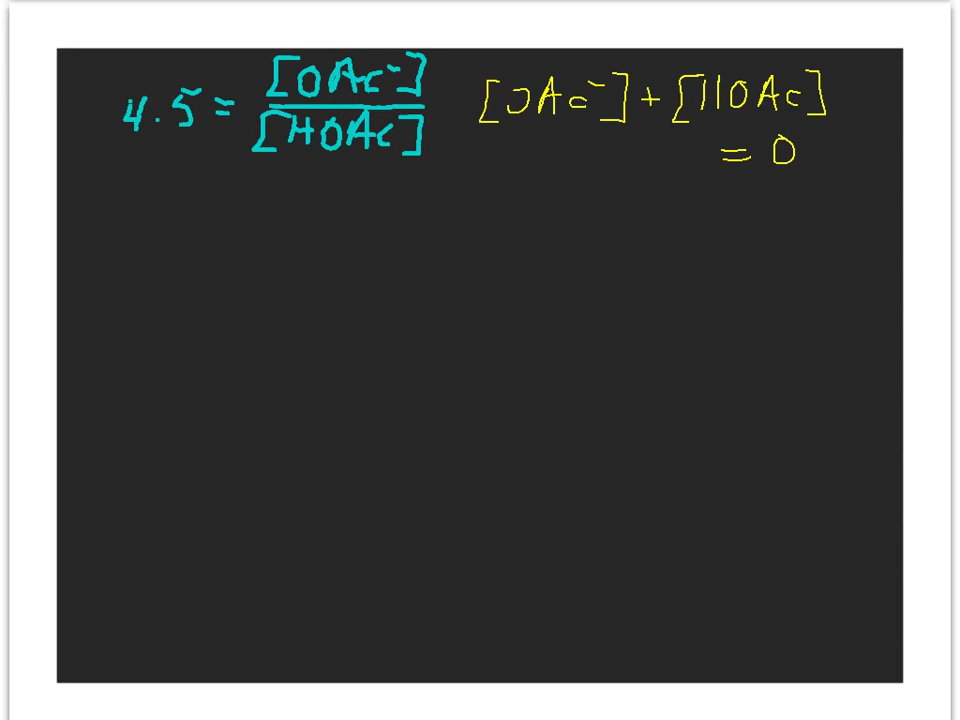 4.5 = [OAc⁻] / [HOAc]
[OAc⁻] + [HOAc]
= 0